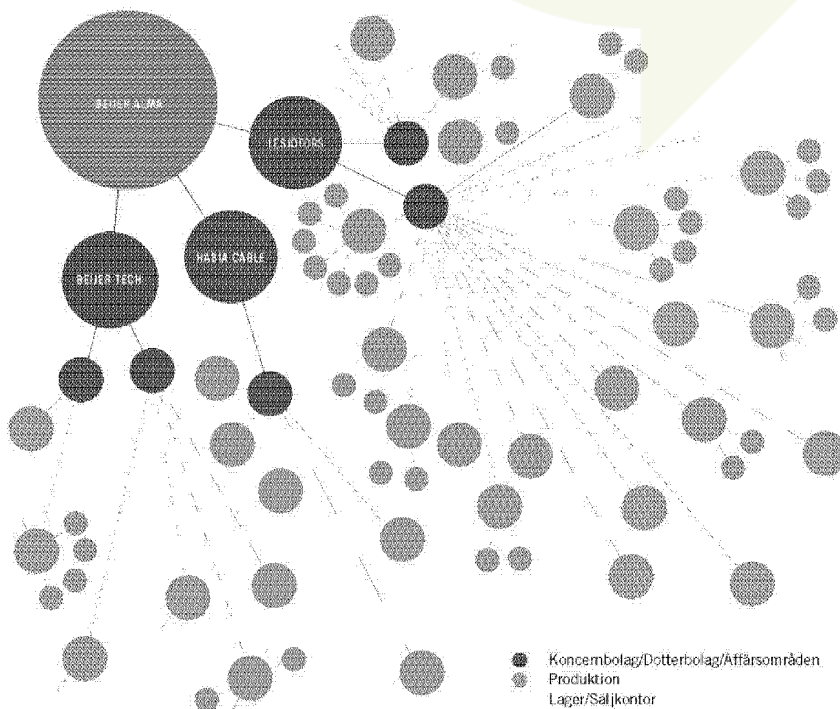 BEIJER ALMA
LESJÖFORS
HABIA CABLE
BEIJER TECH
Koncernbolag/Dotterbolag/Affärsområden
Produktion
Lager/Säljkontor